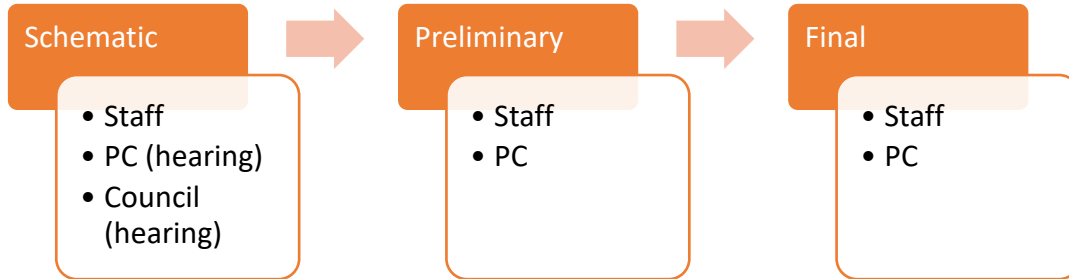 Schematic
• Staff
• PC (hearing)
• Council
(hearing)
Preliminary
• Staff
• PC
Final
• Staff
• PC